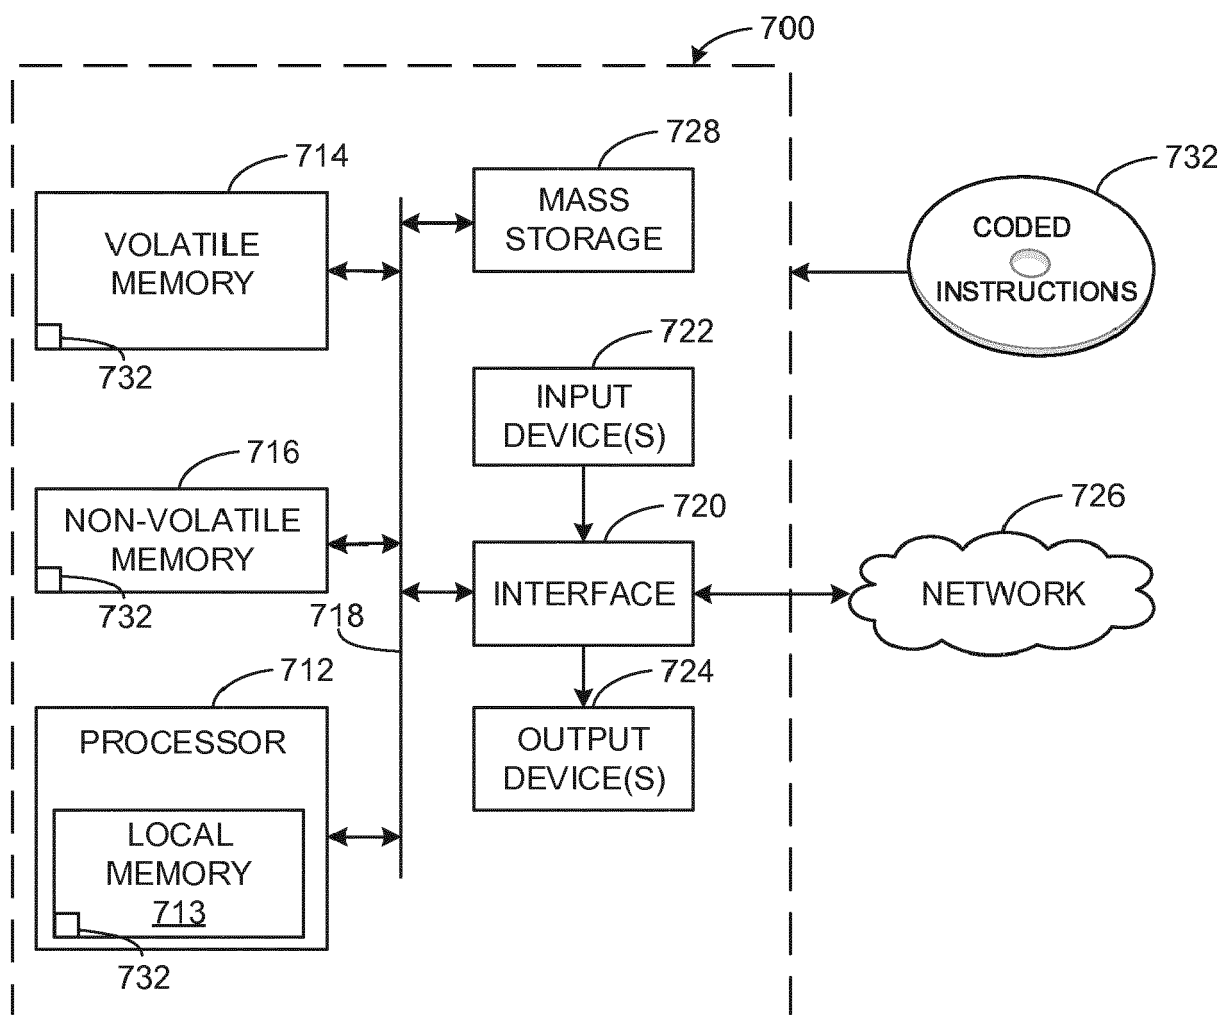 700
728
714
732
MASS
STORAGE
VOLATILE
MEMORY
CODED
INSTRUCTIONS
732
722
INPUT
DEVICE(S)
716
NON-VOLATILE
MEMORY
732
720
726
INTERFACE
NETWORK
718
712
724
PROCESSOR
OUTPUT
DEVICE(S)
LOCAL
MEMORY
713
732